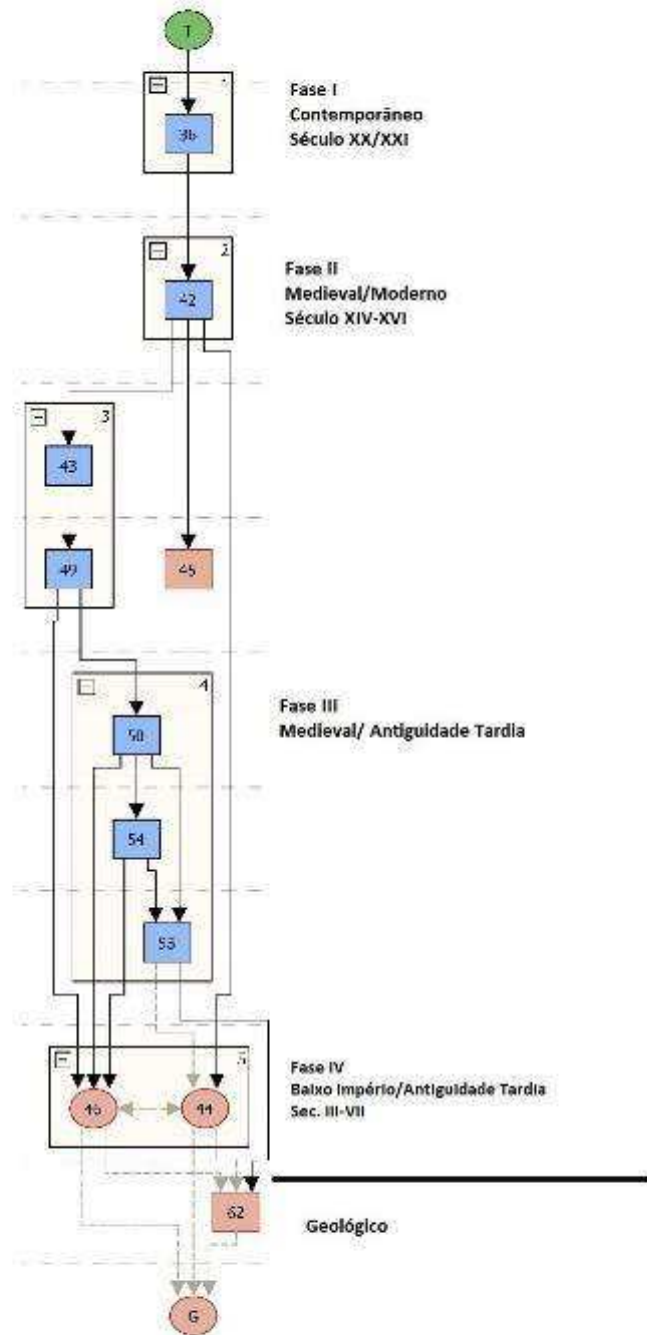 T
1
36
Fase I
Contemporâneo
Século XX/XXI
2
42
Fase II
Medieval/Moderno
Século XIV-XVI
3
43
49
45
4
50
Fase III
Medieval/ Antiguidade Tardia
54
53
5
46
44
Fase IV
Baixo Império/Antiguidade Tardia
Sec. III-VII
62
Geológico
G